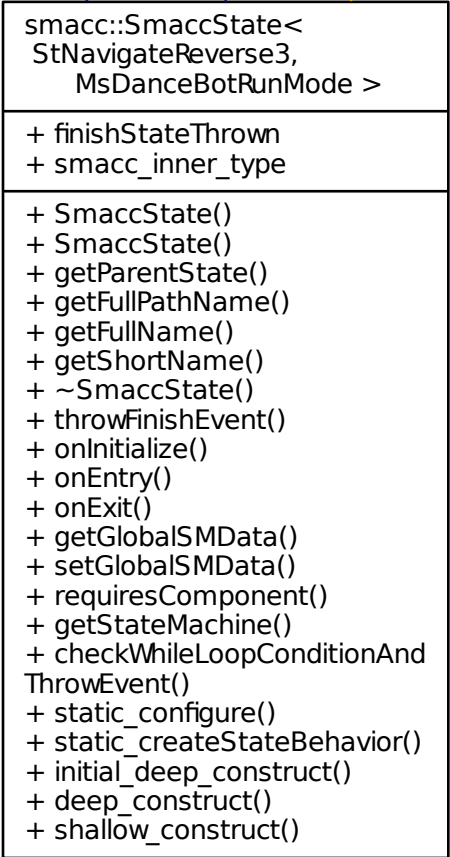 smacc::SmaccState<
StNavigateReverse3,
MsDanceBotRunMode >
+ finishStateThrown
+ smacc_inner_type
+ SmaccState()
+ SmaccState()
+ getParentState()
+ getFullPathName()
+ getFullName()
+ getShortName()
+ ~SmaccState()
+ throwFinishEvent()
+ onInitialize()
+ onEntry()
+ onExit()
+ getGlobalSMData()
+ setGlobalSMData()
+ requiresComponent()
+ getStateMachine()
+ checkWhileLoopConditionAnd
ThrowEvent()
+ static_configure()
+ static_createStateBehavior()
+ initial_deep_construct()
+ deep_construct()
+ shallow_construct()